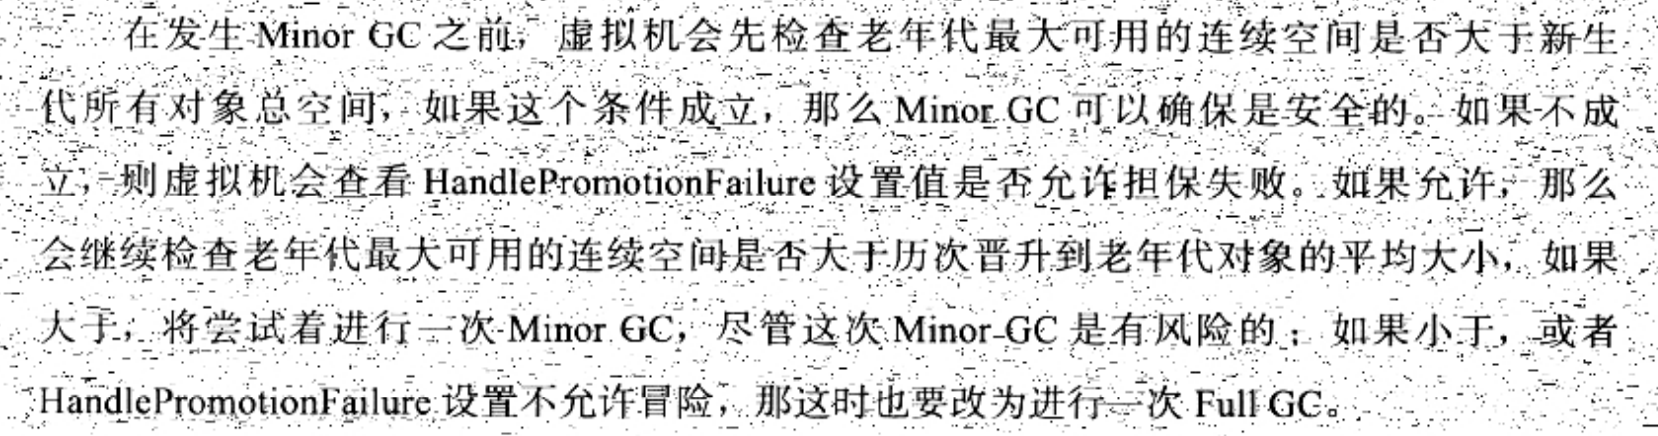 在发生 Minor GC 之前，虚拟机会先检查老年代最大可用的连续空间是否大于新生
代所有对象总空间，如果这个条件成立，那么 Minor GC 可以确保是安全的。如果不成
立，则虚拟机会查看 HandlePromotionFailure 设置值是否允许担保失败。如果允许，那么
会继续检查老年代最大可用的连续空间是否大于历次晋升到老年代对象的平均大小，如果
大于，将尝试着进行一次 Minor GC，尽管这次 Minor GC 是有风险的；如果小于，或者
HandlePromotionFailure 设置不允许冒险，那这时也要改为进行一次 Full GC。